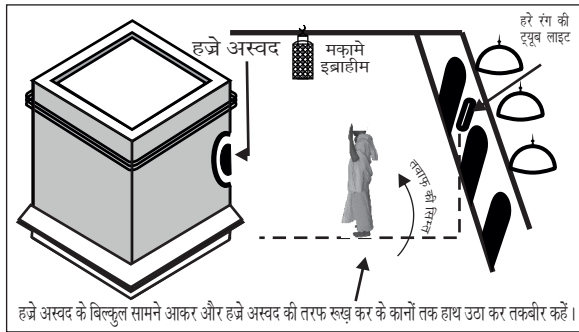 हरे रंग की
ट्यूब लाइट
हज्रे अस्वद
मक़ामे
इब्राहीम
तवाफ़ की सिम्त
हज्रे अस्वद के बिल्कुल सामने आकर और हज्रे अस्वद की तरफ रूख़ कर के कानों तक हाथ उठा कर तकबीर कहें।